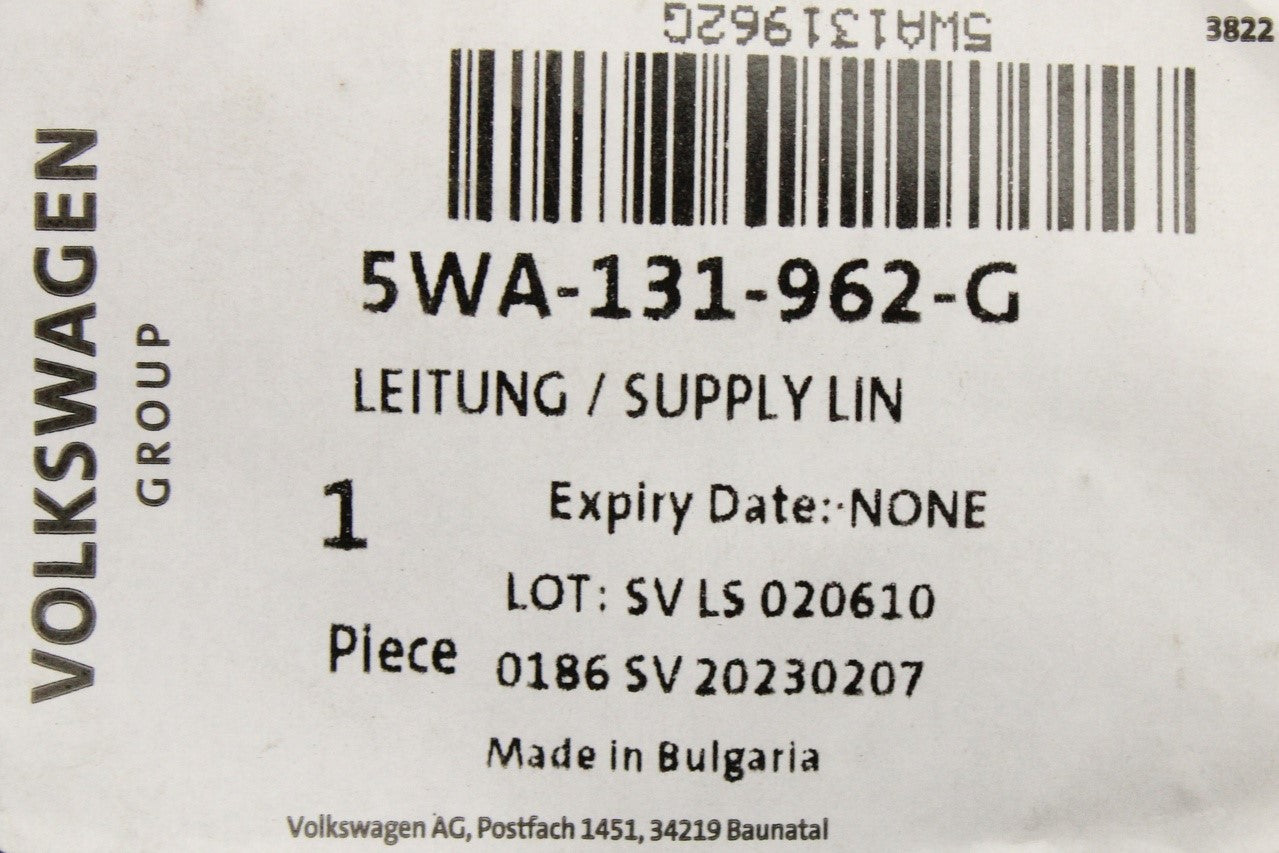 5WA131962G
3822
VOLKSWAGEN
GROUP
5WA-131-962-G
LEITUNG / SUPPLY LIN
1
Expiry Date: NONE
LOT: SV LS 020610
Piece
0186 SV 20230207
Made in Bulgaria
Volkswagen AG, Postfach 1451, 34219 Baunatal